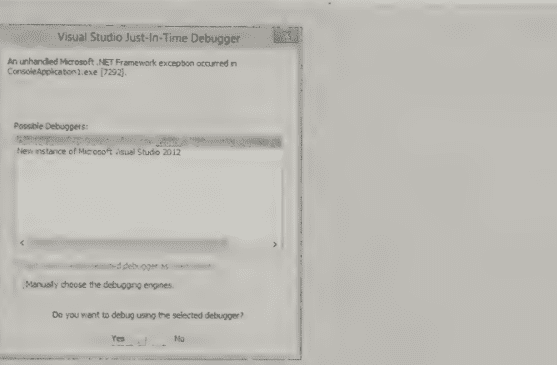 Visual Studio Just-In-Time Debugger
An unhandled Microsoft .NET Framework exception occurred in
ConsoleApplication1.exe [7292].
Possible Debuggers:
New instance of Microsoft Visual Studio 2012
debugger as
Manually choose the debugging engines.
Do you want to debug using the selected debugger?
Yes
No